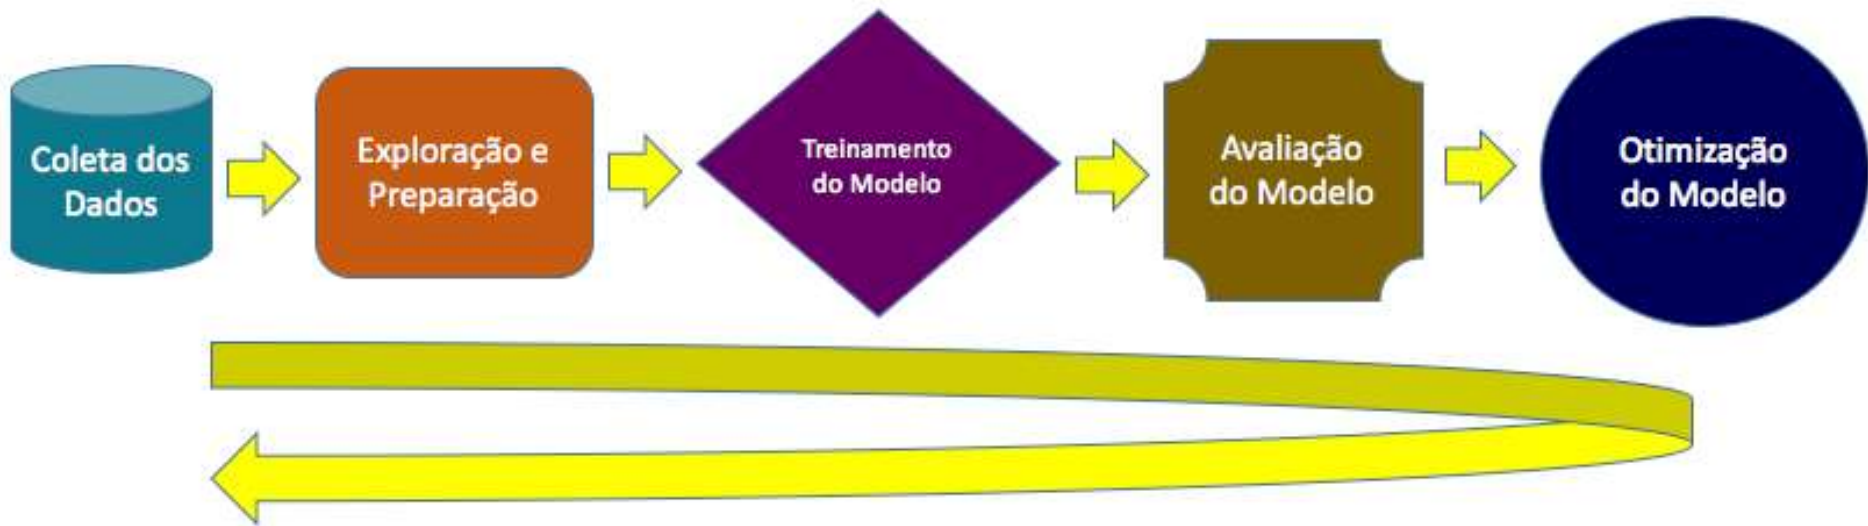 Coleta dos
Dados
Exploração e
Preparação
Treinamento
do Modelo
Avaliação
do Modelo
Otimização
do Modelo